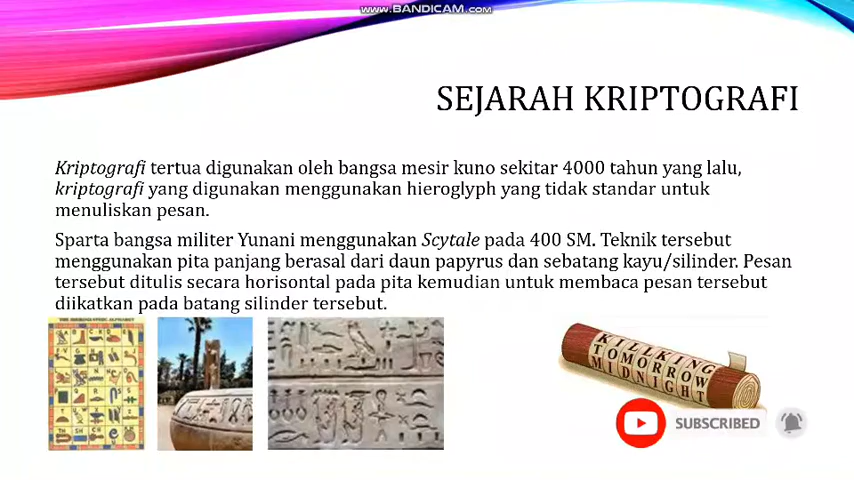 www.BANDICAM.com
SEJARAH KRIPTOGRAFI
Kriptografi tertua digunakan oleh bangsa mesir kuno sekitar 4000 tahun yang lalu,
kriptografi yang digunakan menggunakan hieroglyph yang tidak standar untuk
menuliskan pesan.
Sparta bangsa militer Yunani menggunakan Scytale pada 400 SM. Teknik tersebut
menggunakan pita panjang berasal dari daun papyrus dan sebatang kayu/silinder. Pesan
tersebut ditulis secara horisontal pada pita kemudian untuk membaca pesan tersebut
diikatkan pada batang silinder tersebut.
KILLKING
TOMORROW
MIDNIGHT
SUBSCRIBED